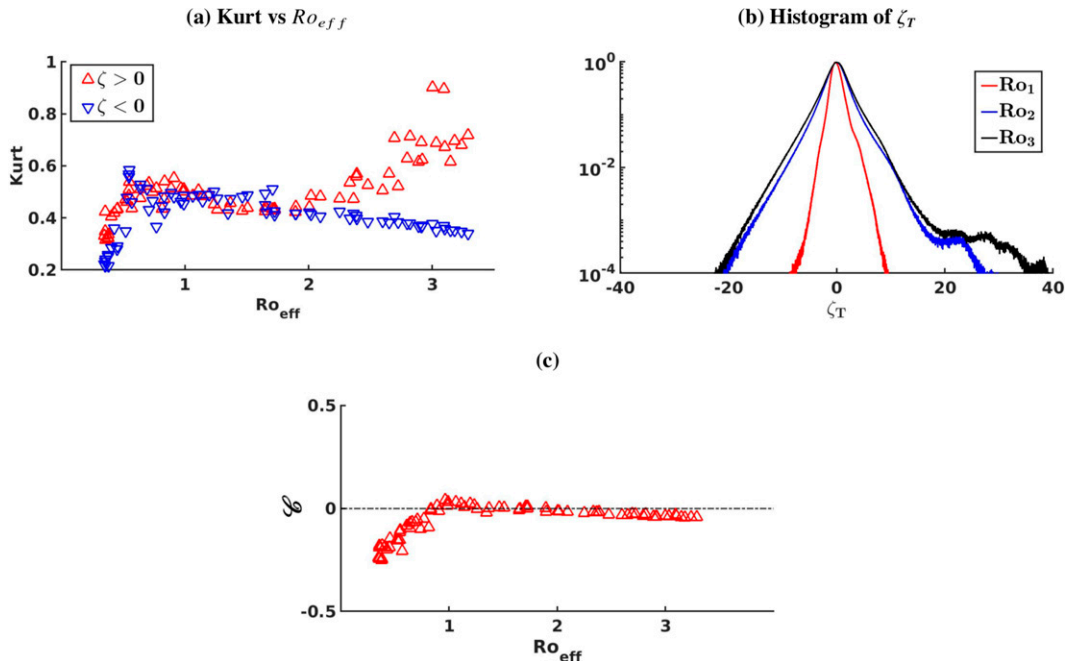 (a) Kurt vs Ro_eff
(b) Histogram of ζ_T
1
0.8
0.6
0.4
0.2
Kurt
ζ > 0
ζ < 0
1 2 3
Ro_eff
10^0
10^-2
10^-4
Ro_1
Ro_2
Ro_3
-40 -20 0 20 40
ζ_T
(c)
0.5
0
-0.5
𝒞
1 2 3
Ro_eff